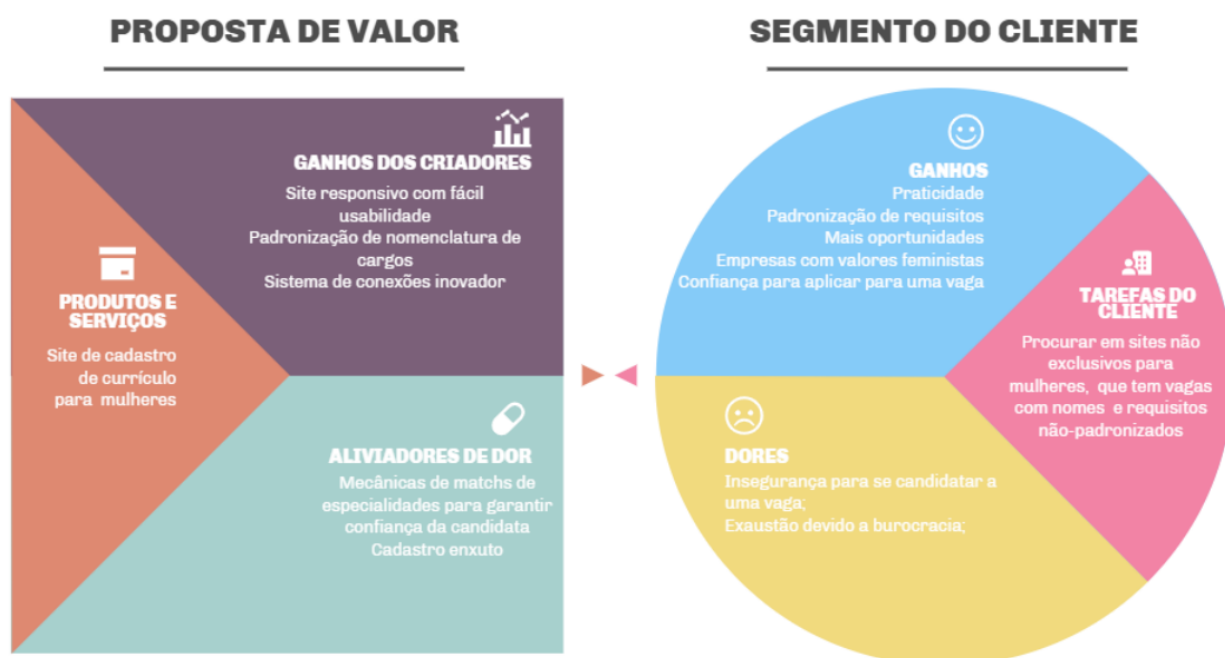 PROPOSTA DE VALOR
GANHOS DOS CRIADORES
Site responsivo com fácil
usabilidade
Padronização de nomenclatura de
cargos
Sistema de conexões inovador
PRODUTOS E
SERVIÇOS
Site de cadastro
de currículo
para mulheres
ALIVIADORES DE DOR
Mecânicas de matchs de
especialidades para garantir
confiança da candidata
Cadastro enxuto
SEGMENTO DO CLIENTE
GANHOS
Praticidade
Padronização de requisitos
Mais oportunidades
Empresas com valores feministas
Confiança para aplicar para uma vaga
TAREFAS DO
CLIENTE
Procurar em sites não
exclusivos para
mulheres, que tem vagas
com nomes e requisitos
não-padronizados
DORES
Insegurança para se candidatar a
uma vaga;
Exaustão devido a burocracia;